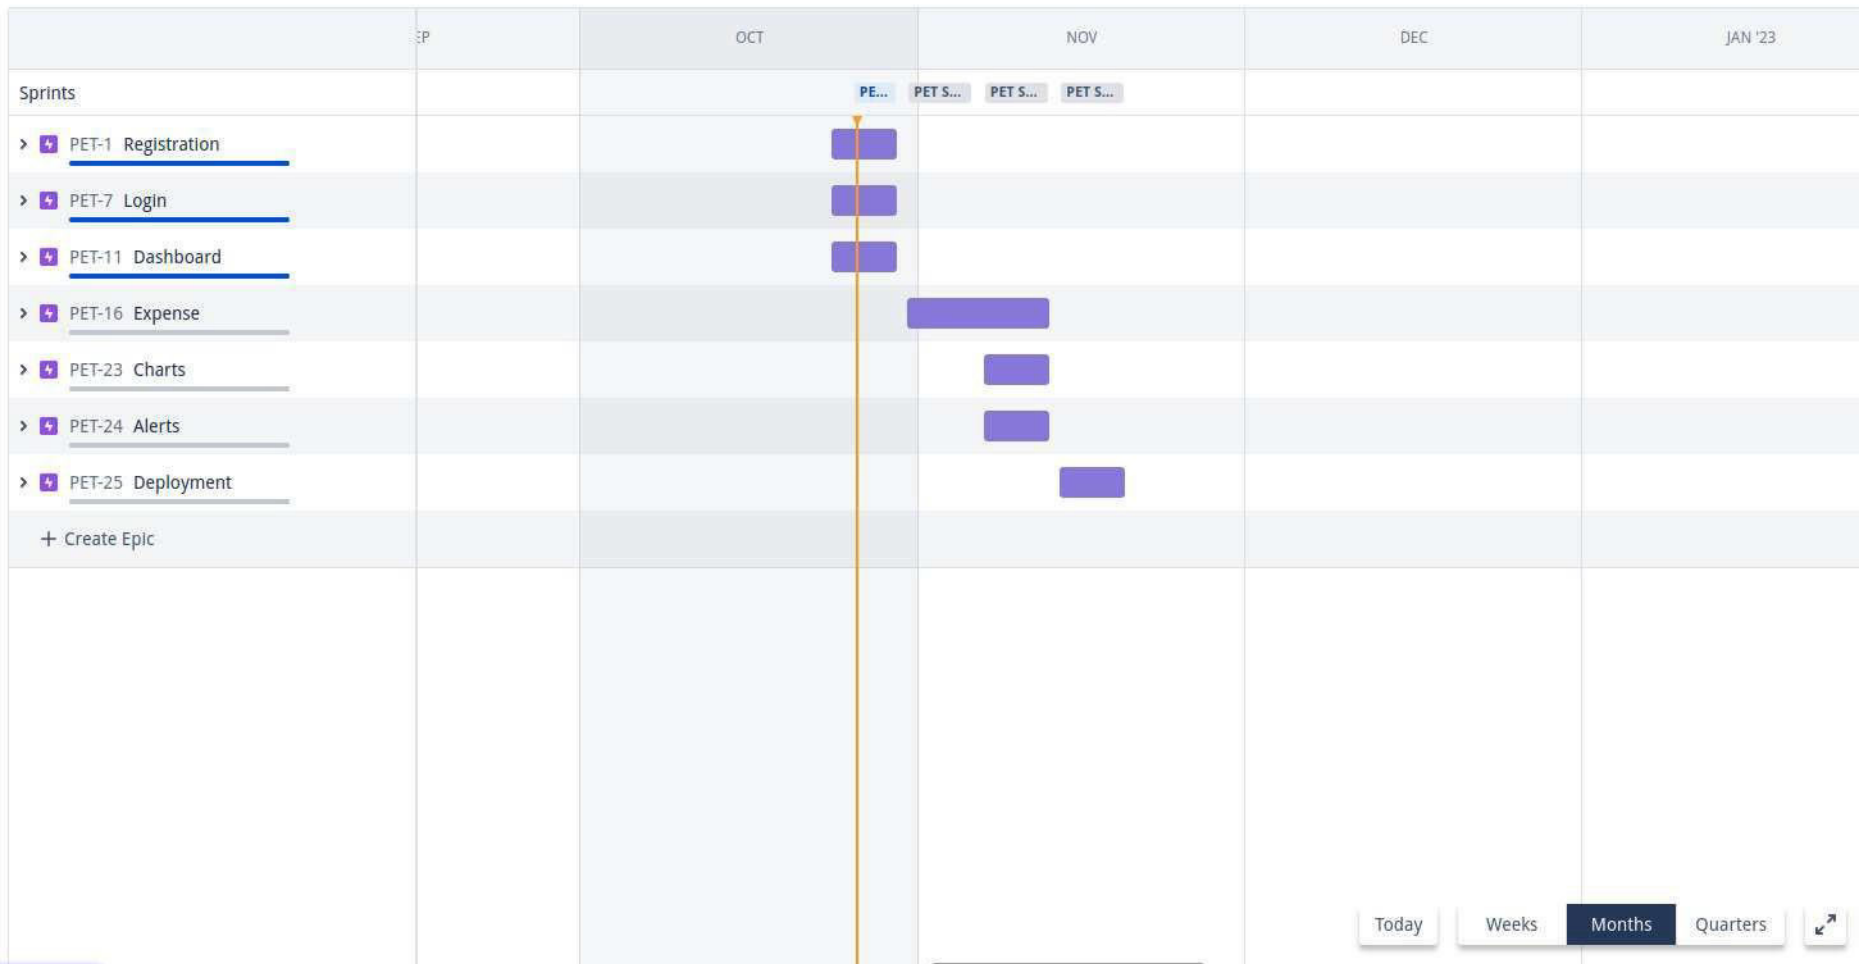 EP OCT NOV DEC JAN '23
Sprints PE... PET S... PET S... PET S...
PET-1 Registration
PET-7 Login
PET-11 Dashboard
PET-16 Expense
PET-23 Charts
PET-24 Alerts
PET-25 Deployment
+ Create Epic
Today Weeks Months Quarters